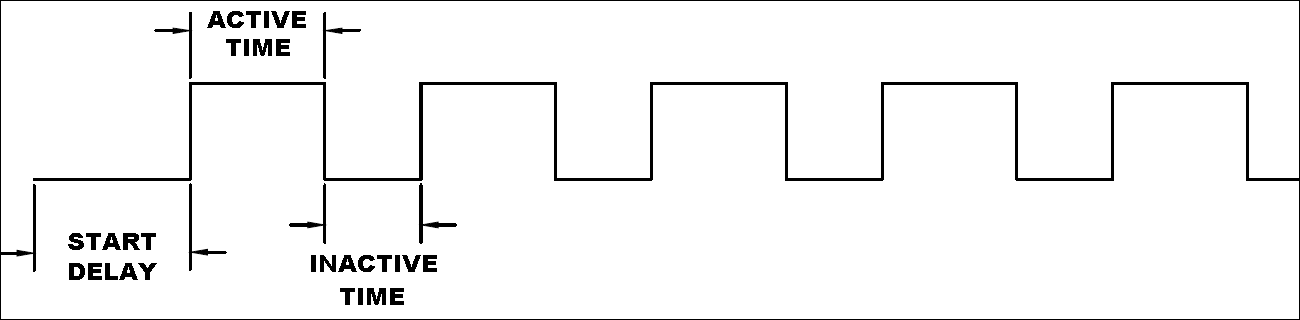 ACTIVE
TIME
START
DELAY
INACTIVE
TIME